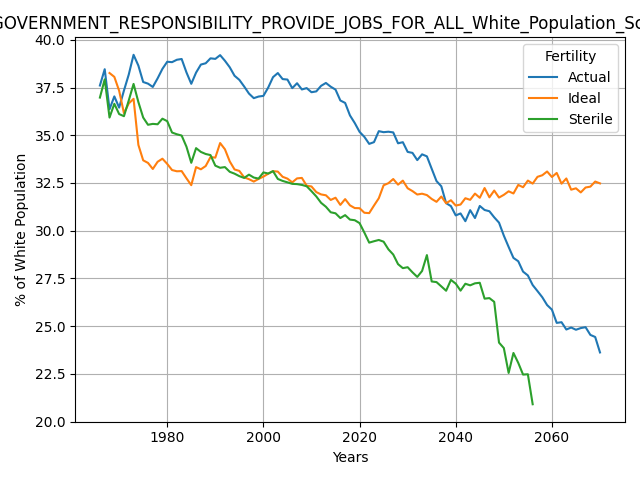 GOVERNMENT_RESPONSIBILITY_PROVIDE_JOBS_FOR_ALL_White_Population_Sc
40.0
37.5
35.0
32.5
30.0
27.5
25.0
22.5
20.0
% of White Population
Fertility
Actual
Ideal
Sterile
1980
2000
2020
2040
2060
Years